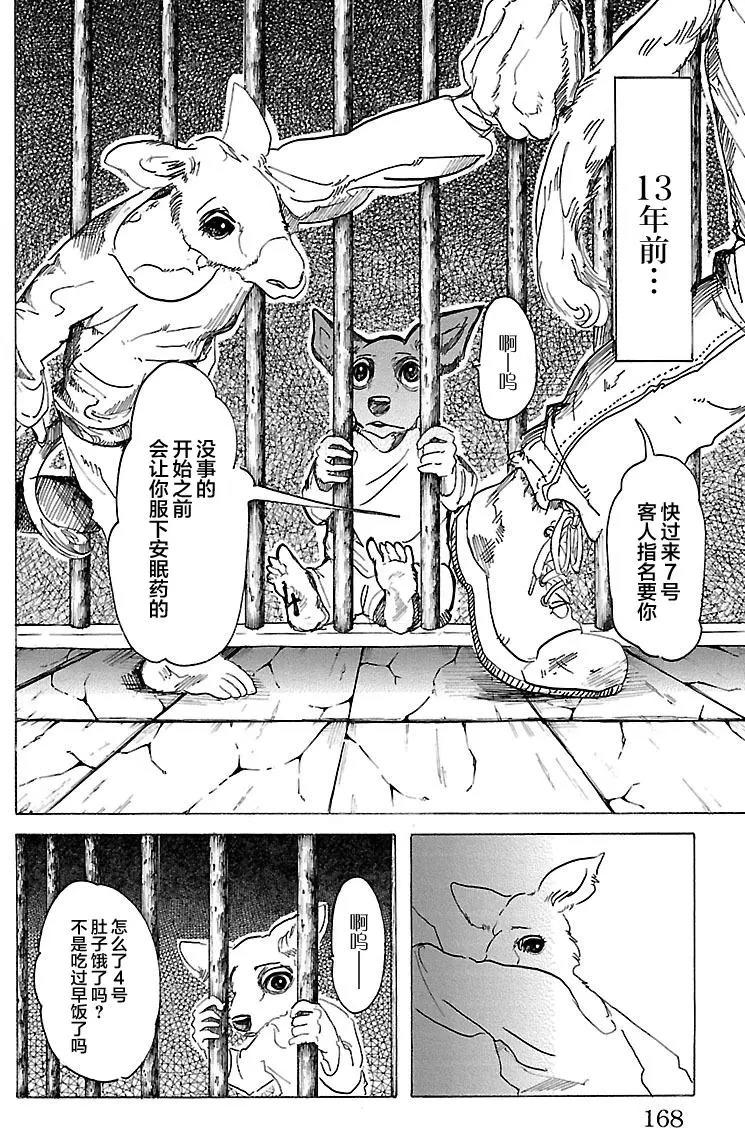 13年前…
快过来7号
客人指名要你
啊—呜
没事的
开始之前
会让你服下安眠药的
4
啊呜——
怎么了4号
肚子饿了吗？
不是吃过早饭了吗
168